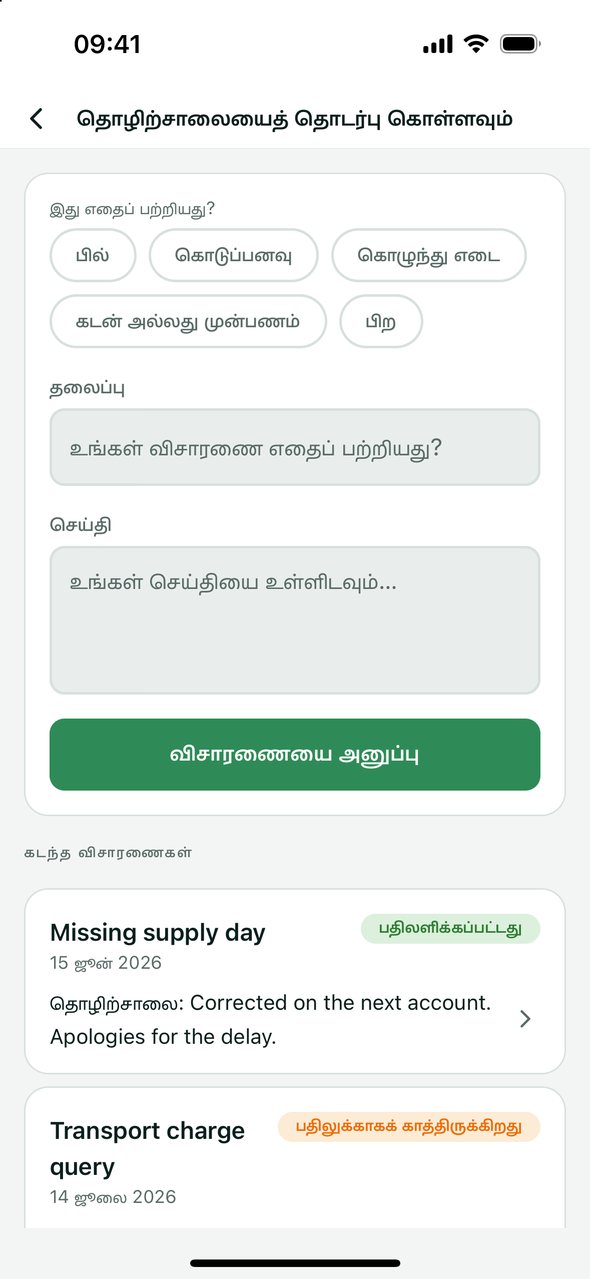 09:41
தொழிற்சாலையைத் தொடர்பு கொள்ளவும்
இது எதைப் பற்றியது?
பில்
கொடுப்பனவு
கொழுந்து எடை
கடன் அல்லது முன்பணம்
பிற
தலைப்பு
உங்கள் விசாரணை எதைப் பற்றியது?
செய்தி
உங்கள் செய்தியை உள்ளிடவும்...
விசாரணையை அனுப்பு
கடந்த விசாரணைகள்
Missing supply day
பதிலளிக்கப்பட்டது
15 ஜூன் 2026
தொழிற்சாலை: Corrected on the next account.
Apologies for the delay.
Transport charge
query
பதிலுக்காகக் காத்திருக்கிறது
14 ஜூலை 2026